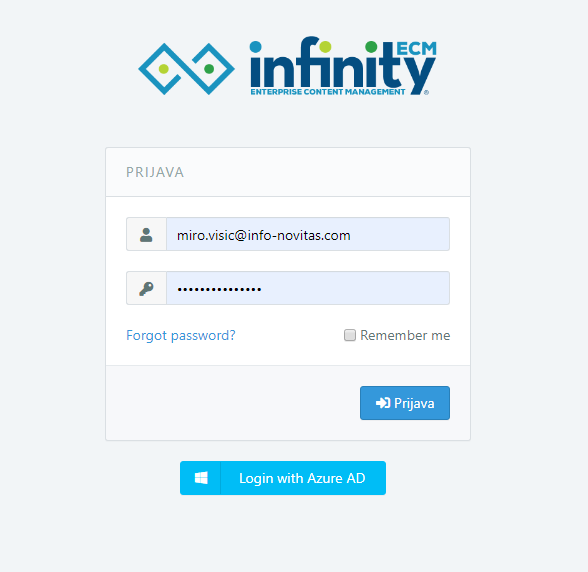 infinity ECM
ENTERPRISE CONTENT MANAGEMENT ®
PRIJAVA
miro.visic@info-novitas.com
•••••••••••••••
Forgot password? Remember me
Prijava
Login with Azure AD